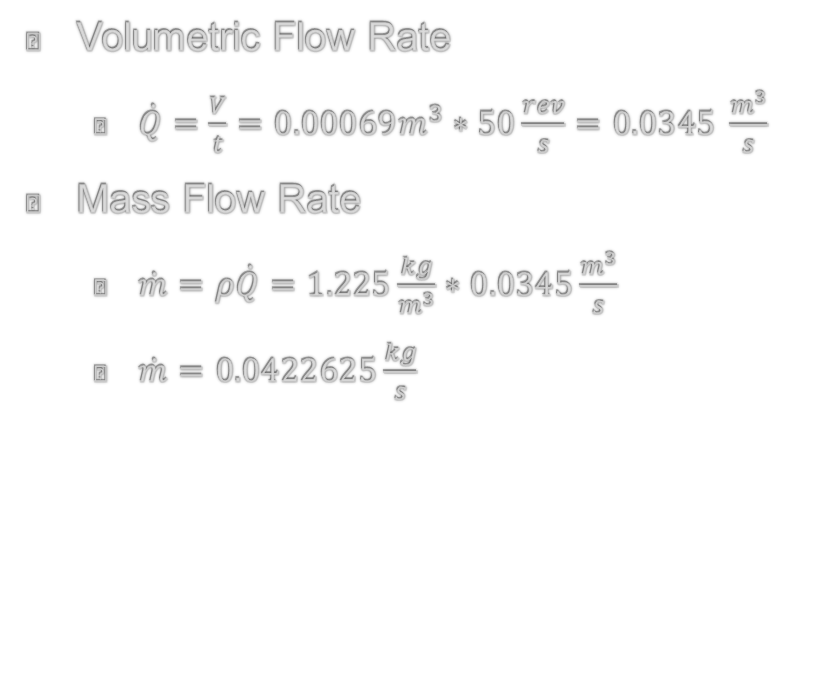 Volumetric Flow Rate
Q̇ = V/t = 0.00069m³ * 50 rev/s = 0.0345 m³/s
Mass Flow Rate
ṁ = ρQ̇ = 1.225 kg/m³ * 0.0345 m³/s
ṁ = 0.0422625 kg/s